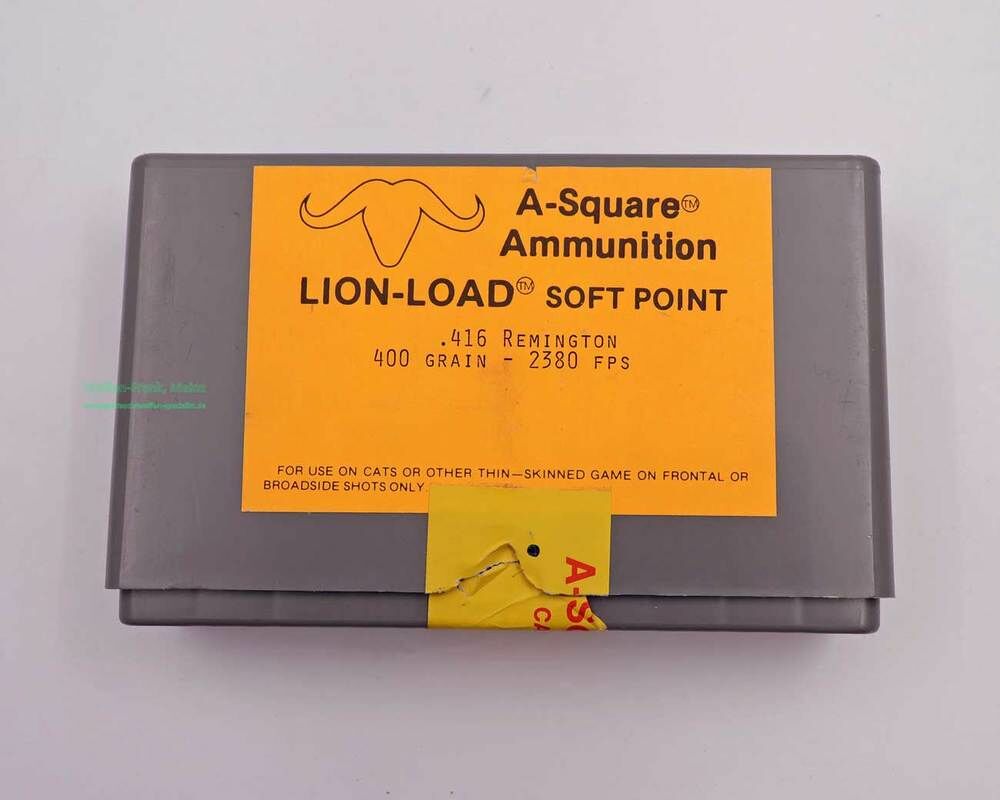 A-Square™
Ammunition
LION-LOAD™ SOFT POINT
.416 REMINGTON
400 GRAIN - 2380 FPS
FOR USE ON CATS OR OTHER THIN—SKINNED GAME ON FRONTAL OR
BROADSIDE SHOTS ONLY.
A-S
CA